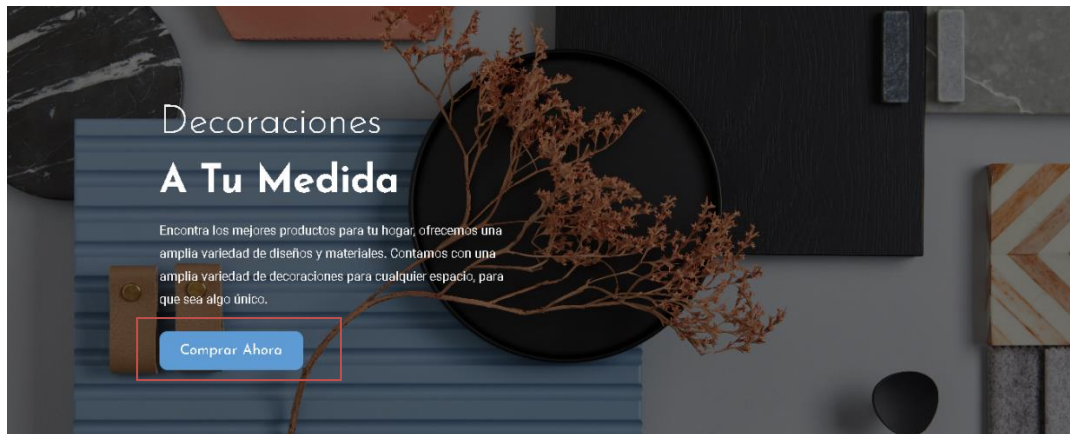 Decoraciones
A Tu Medida
Encontra los mejores productos para tu hogar, ofrecemos una
amplia variedad de diseños y materiales. Contamos con una
amplia variedad de decoraciones para cualquier espacio, para
que sea algo único.
Comprar Ahora